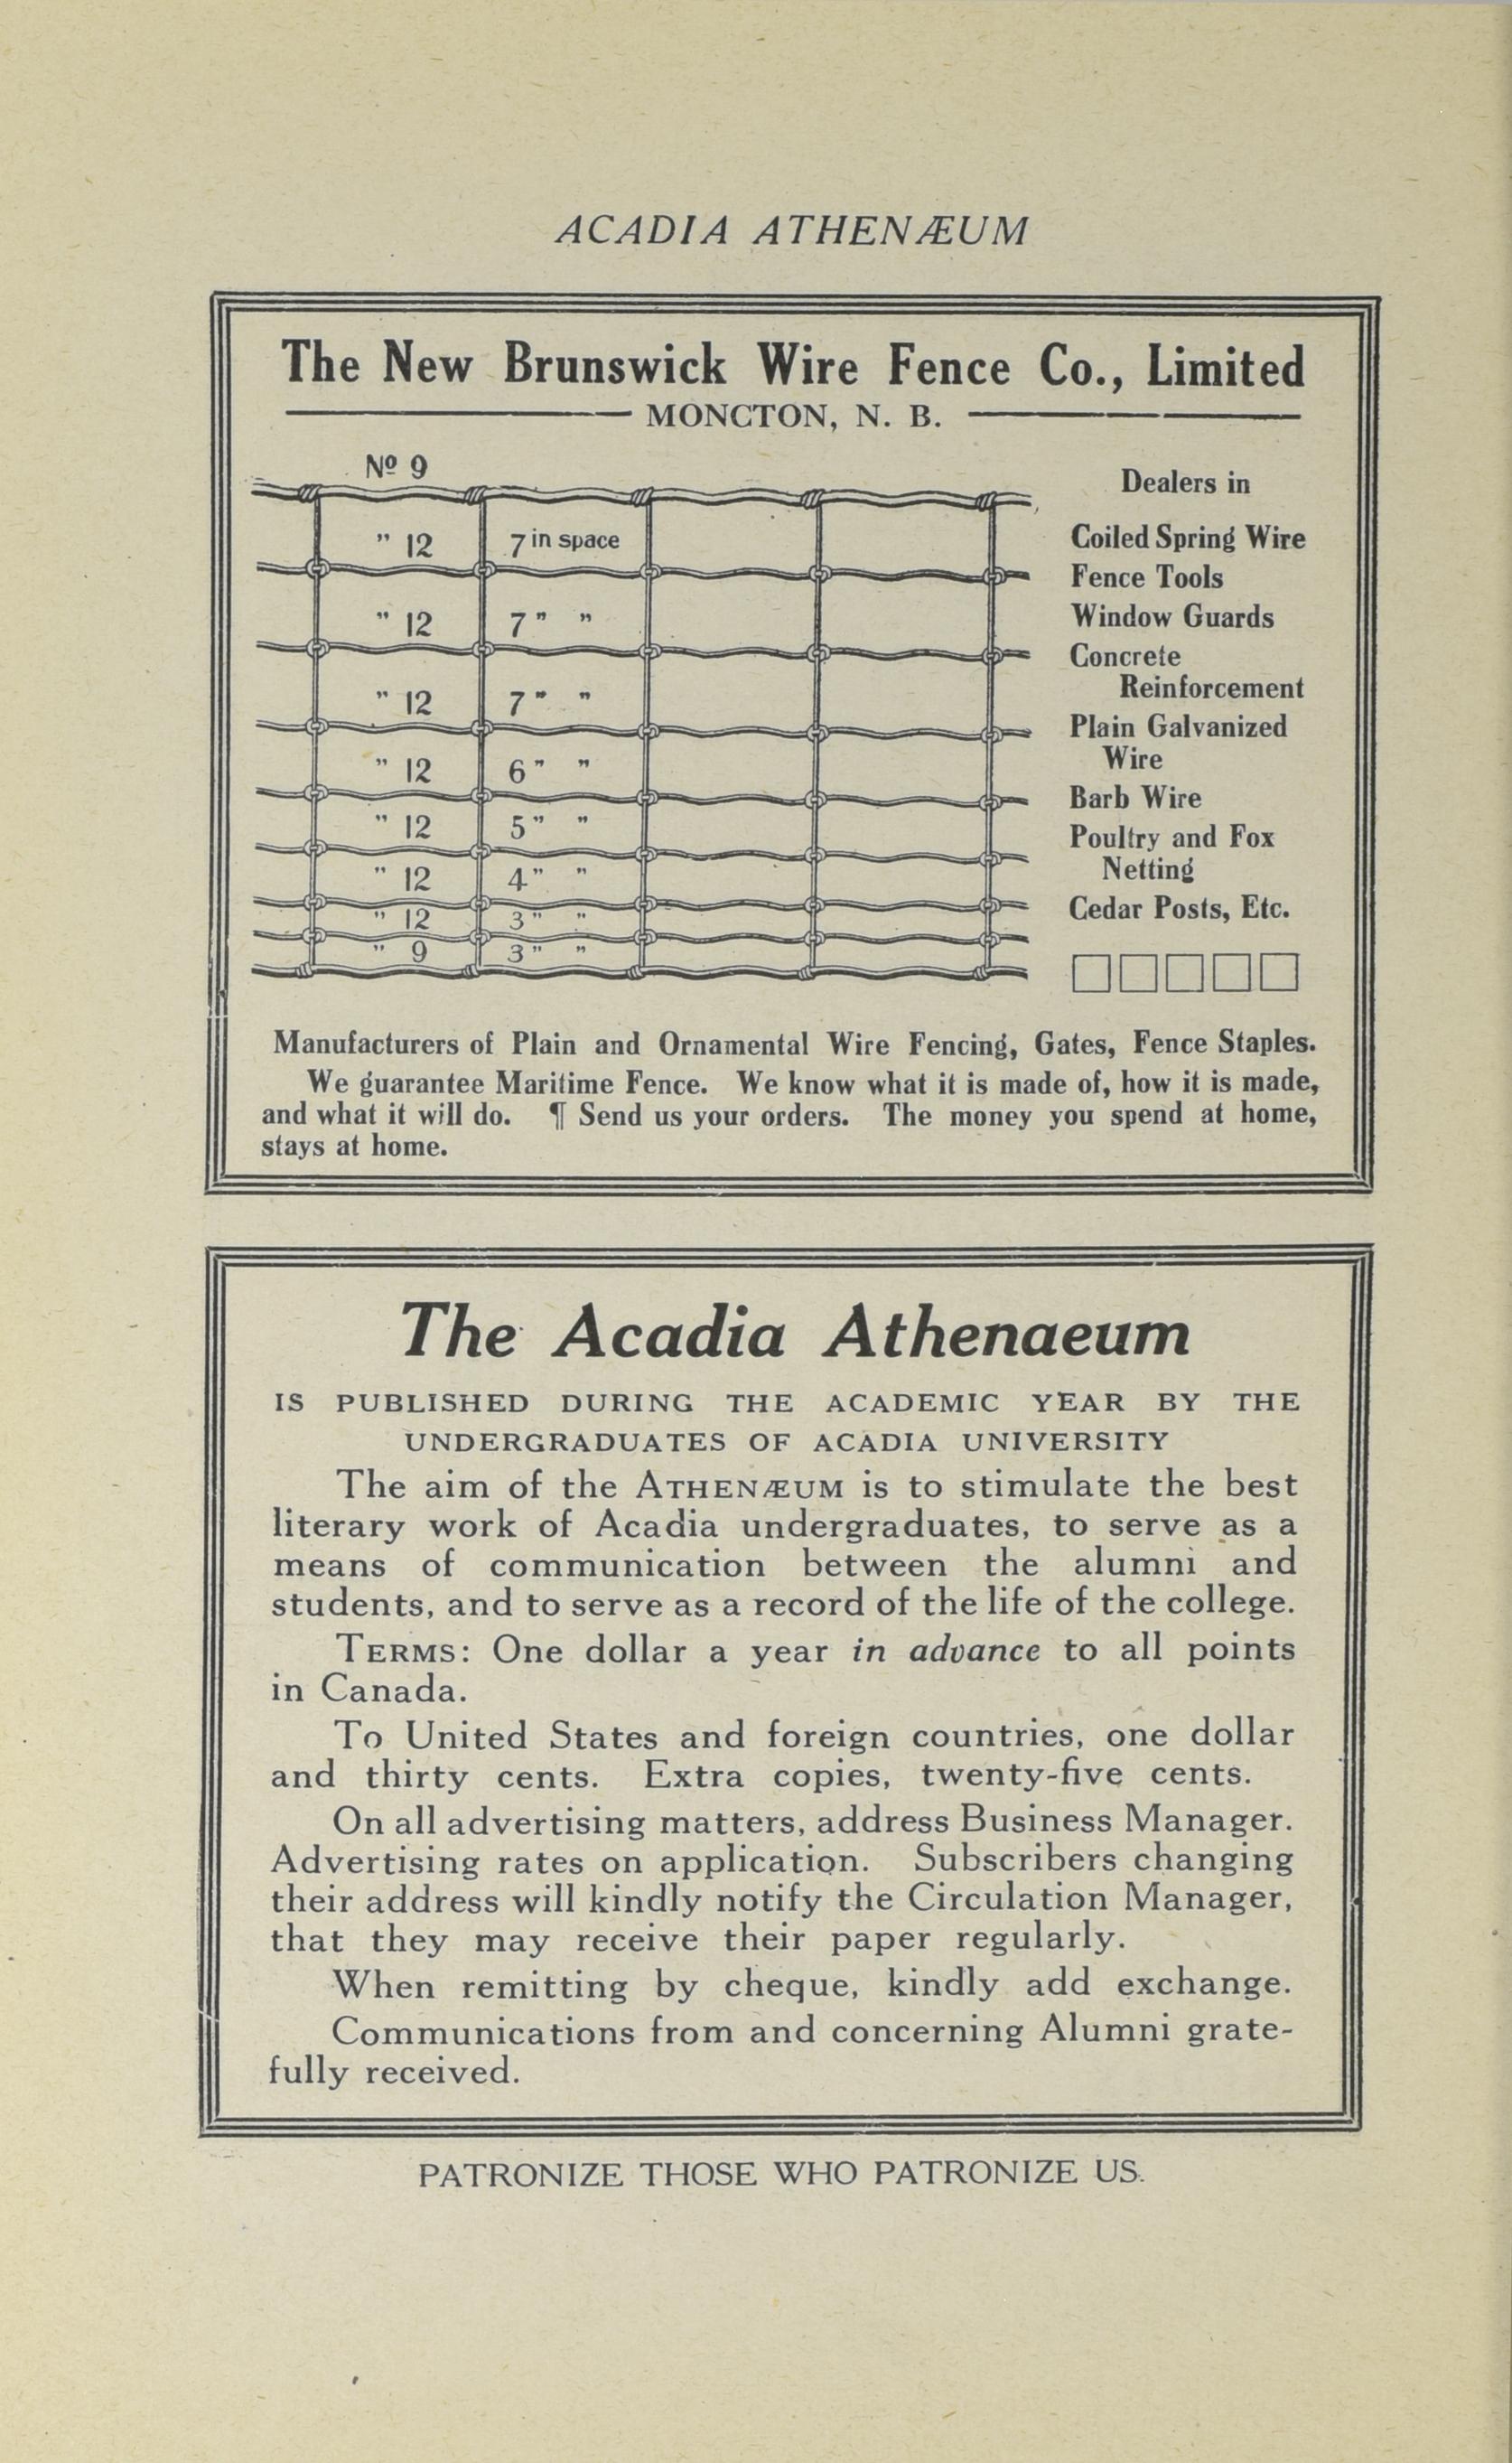 ACADIA ATHENÆUM
The New Brunswick Wire Fence Co., Limited
MONCTON, N. B.
Nº 9
" 12 7 in space
" 12 7 " "
" 12 7 " "
" 12 6 " "
" 12 5 " "
" 12 4 " "
" 12 3 " "
" 9 3 " "
Dealers in
Coiled Spring Wire
Fence Tools
Window Guards
Concrete
Reinforcement
Plain Galvanized
Wire
Barb Wire
Poultry and Fox
Netting
Cedar Posts, Etc.
Manufacturers of Plain and Ornamental Wire Fencing, Gates, Fence Staples.
We guarantee Maritime Fence. We know what it is made of, how it is made,
and what it will do. ¶ Send us your orders. The money you spend at home,
stays at home.
The Acadia Athenaeum
IS PUBLISHED DURING THE ACADEMIC YEAR BY THE
UNDERGRADUATES OF ACADIA UNIVERSITY
The aim of the ATHENÆUM is to stimulate the best
literary work of Acadia undergraduates, to serve as a
means of communication between the alumni and
students, and to serve as a record of the life of the college.
TERMS: One dollar a year in advance to all points
in Canada.
To United States and foreign countries, one dollar
and thirty cents. Extra copies, twenty-five cents.
On all advertising matters, address Business Manager.
Advertising rates on application. Subscribers changing
their address will kindly notify the Circulation Manager,
that they may receive their paper regularly.
When remitting by cheque, kindly add exchange.
Communications from and concerning Alumni grate-
fully received.
PATRONIZE THOSE WHO PATRONIZE US.